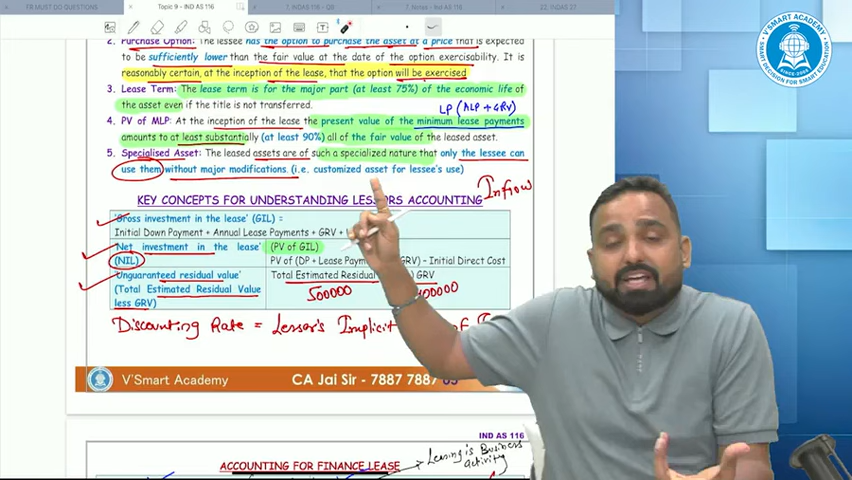 FR MUST DO QUESTIONS
Topic 9 - IND AS 116
7. INDAS 116 - QB
7. Notes - IND AS 116
22. INDAS 21
2. Purchase Option: The lessee has the option to purchase the asset at a price that is expected
to be sufficiently lower than the fair value at the date of the option exercisability. It is
reasonably certain, at the inception of the lease, that the option will be exercised
3. Lease Term: The lease term is for the major part (at least 75%) of the economic life of
the asset even if the title is not transferred.
LP (ALP + GRV)
4. PV of MLP: At the inception of the lease the present value of the minimum lease payments
amounts to at least substantially (at least 90%) all of the fair value of the leased asset.
5. Specialised Asset: The leased assets are of such a specialized nature that only the lessee can
use them without major modifications. (i.e. customized asset for lessee's use)
KEY CONCEPTS FOR UNDERSTANDING LESSORS ACCOUNTING
Inflow
'Gross investment in the lease' (GIL) =
Initial Down Payment + Annual Lease Payments + GRV +
'Net investment in the lease' (PV of GIL)
(NIL) PV of (DP + Lease Paym GRV) - Initial Direct Cost
'Unguaranteed residual value' Total Estimated Residual GRV
(Total Estimated Residual Value
less GRV)
500000 400000
Discounting Rate = Lessor's Implicit of
V'Smart Academy CA Jai Sir - 7887 7887 05
IND AS 116
Leasing is Business
activity
ACCOUNTING FOR FINANCE LEASE
V'SMART ACADEMY
SMART DECISION FOR SMART EDUCATION